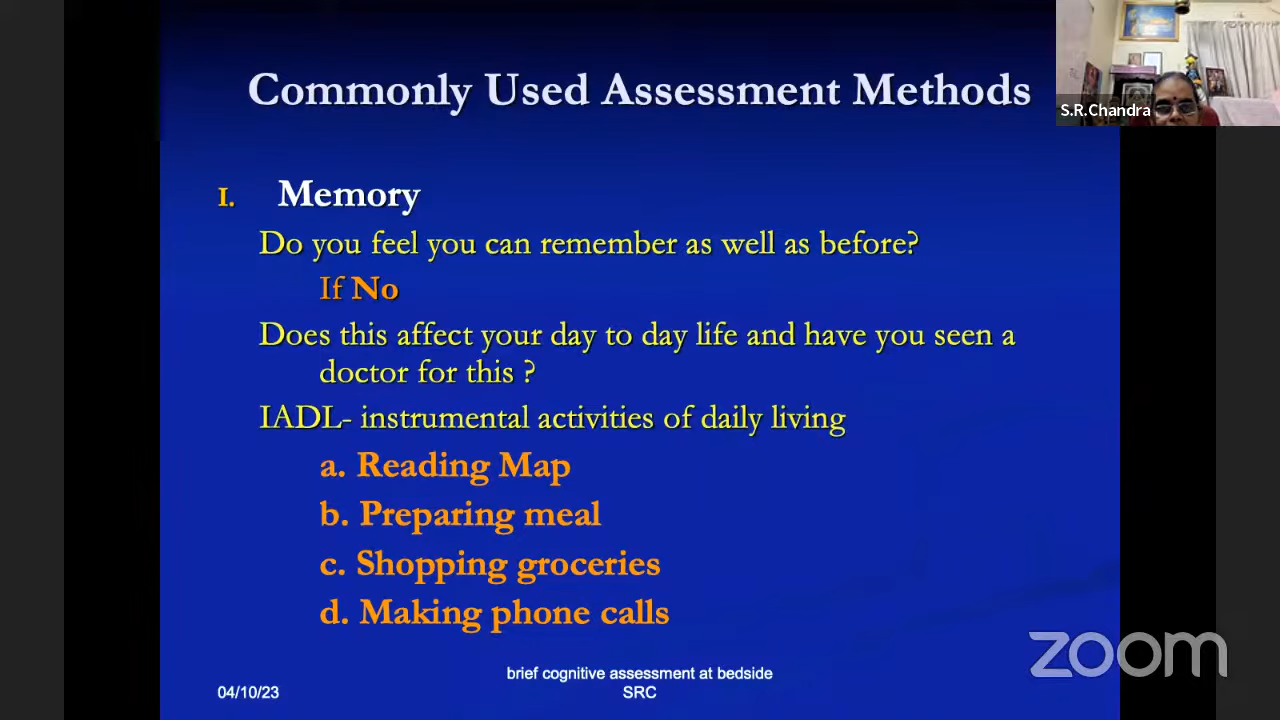 Commonly Used Assessment Methods
S.R.Chandra
I. Memory
Do you feel you can remember as well as before?
If No
Does this affect your day to day life and have you seen a
doctor for this ?
IADL- instrumental activities of daily living
a. Reading Map
b. Preparing meal
c. Shopping groceries
d. Making phone calls
brief cognitive assessment at bedside
04/10/23 SRC
zoom